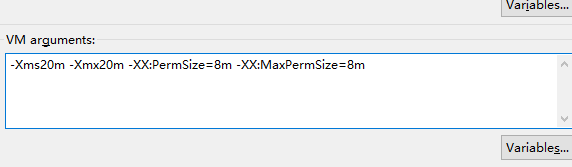 Variables...
VM arguments:
-Xms20m -Xmx20m -XX:PermSize=8m -XX:MaxPermSize=8m
Variables...